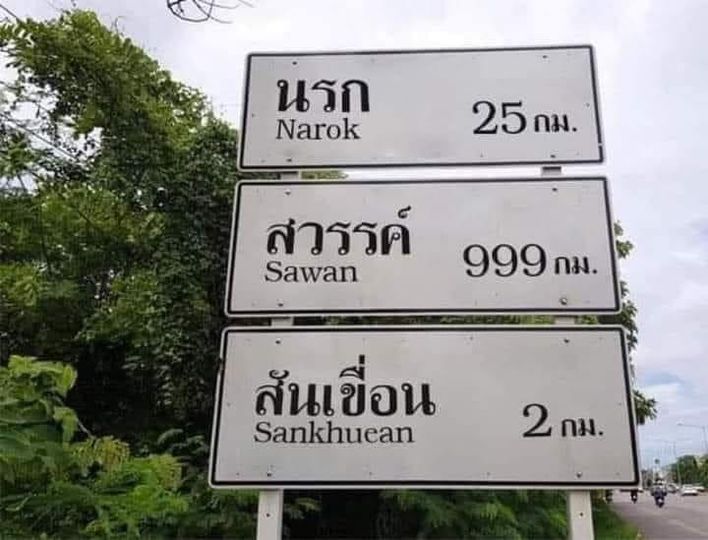 นรก
Narok
25 กม.
สวรรค์
Sawan
999 กม.
สันเขื่อน
Sankhuean
2 กม.